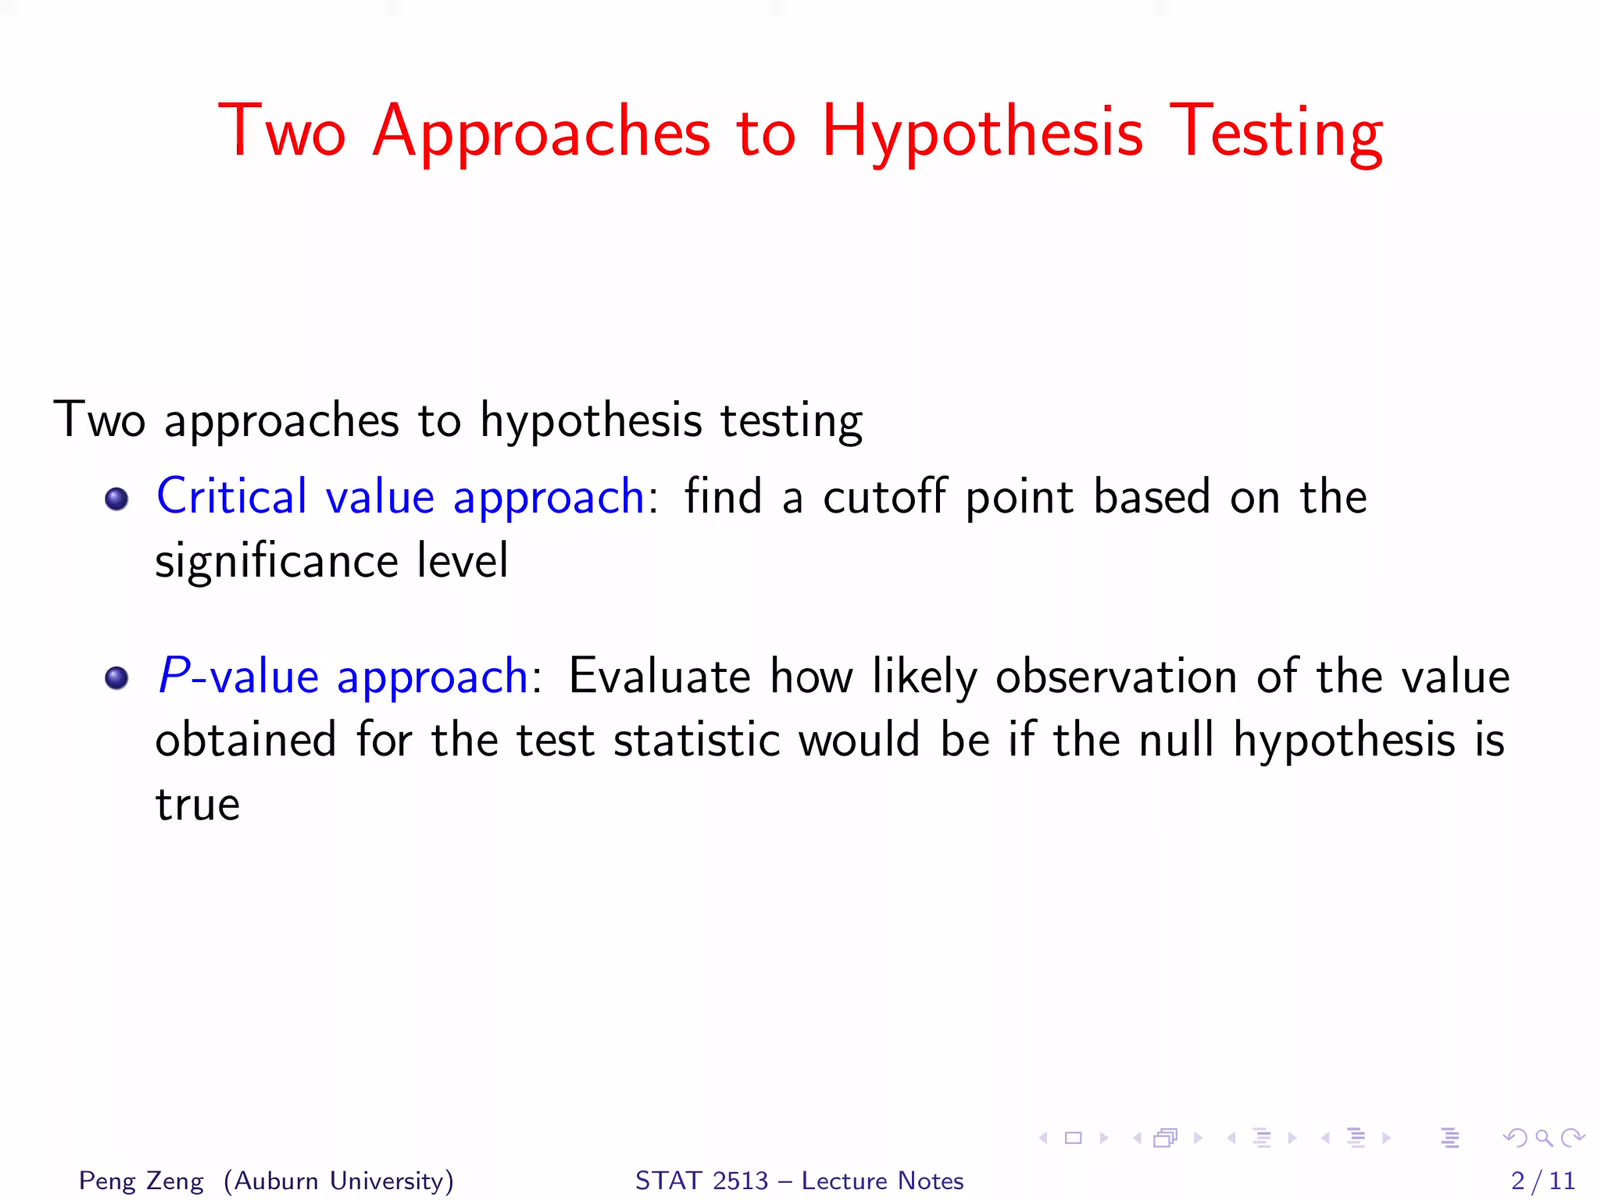 Two Approaches to Hypothesis Testing
Two approaches to hypothesis testing
Critical value approach: find a cutoff point based on the
significance level
P-value approach: Evaluate how likely observation of the value
obtained for the test statistic would be if the null hypothesis is
true
Peng Zeng (Auburn University)
STAT 2513 – Lecture Notes
2 / 11